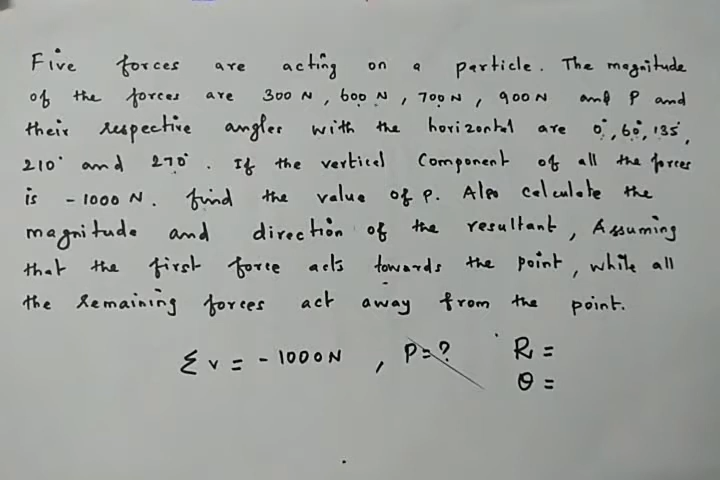 Five forces are acting on a particle. The magnitude
of the forces are 300 N, 600 N, 700 N, 900 N and P and
their respective angles with the horizontal are 0°, 60°, 135°,
210° and 270°. If the vertical component of all the forces
is - 1000 N. find the value of P. Also calculate the
magnitude and direction of the resultant, Assuming
that the first force acts towards the point, while all
the remaining forces act away from the point.
Σv = - 1000N, P = ? R =
θ =